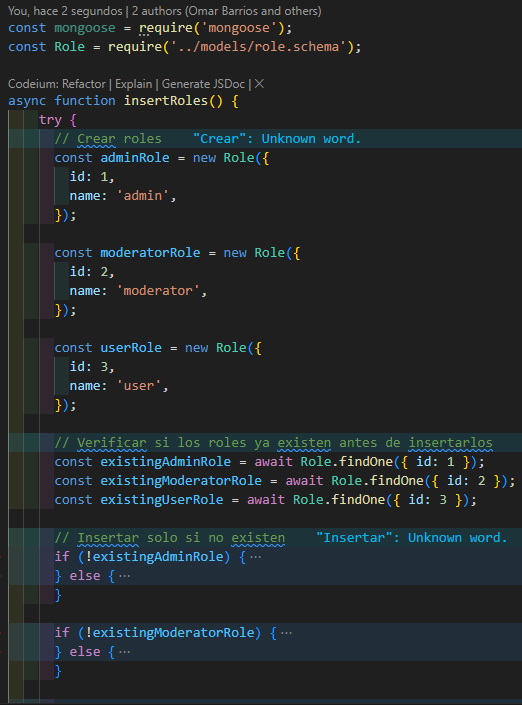 You, hace 2 segundos | 2 authors (Omar Barrios and others)
const mongoose = require('mongoose');
const Role = require('../models/role.schema');
Codeium: Refactor | Explain | Generate JSDoc | ×
async function insertRoles() {
try {
// Crear roles "Crear": Unknown word.
const adminRole = new Role({
id: 1,
name: 'admin',
});
const moderatorRole = new Role({
id: 2,
name: 'moderator',
});
const userRole = new Role({
id: 3,
name: 'user',
});
// Verificar si los roles ya existen antes de insertarlos
const existingAdminRole = await Role.findOne({ id: 1 });
const existingModeratorRole = await Role.findOne({ id: 2 });
const existingUserRole = await Role.findOne({ id: 3 });
// Insertar solo si no existen "Insertar": Unknown word.
if (!existingAdminRole) { ⋯
} else { ⋯
}
if (!existingModeratorRole) { ⋯
} else { ⋯
}